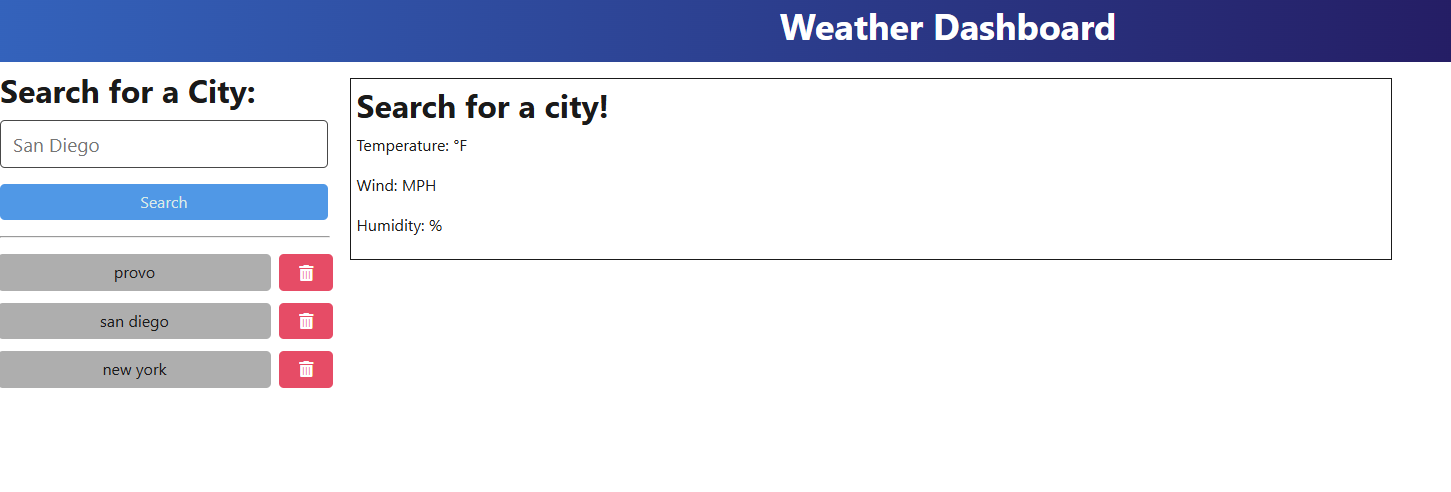 Weather Dashboard
Search for a City:
San Diego
Search
provo
san diego
new york
Search for a city!
Temperature: °F
Wind: MPH
Humidity: %